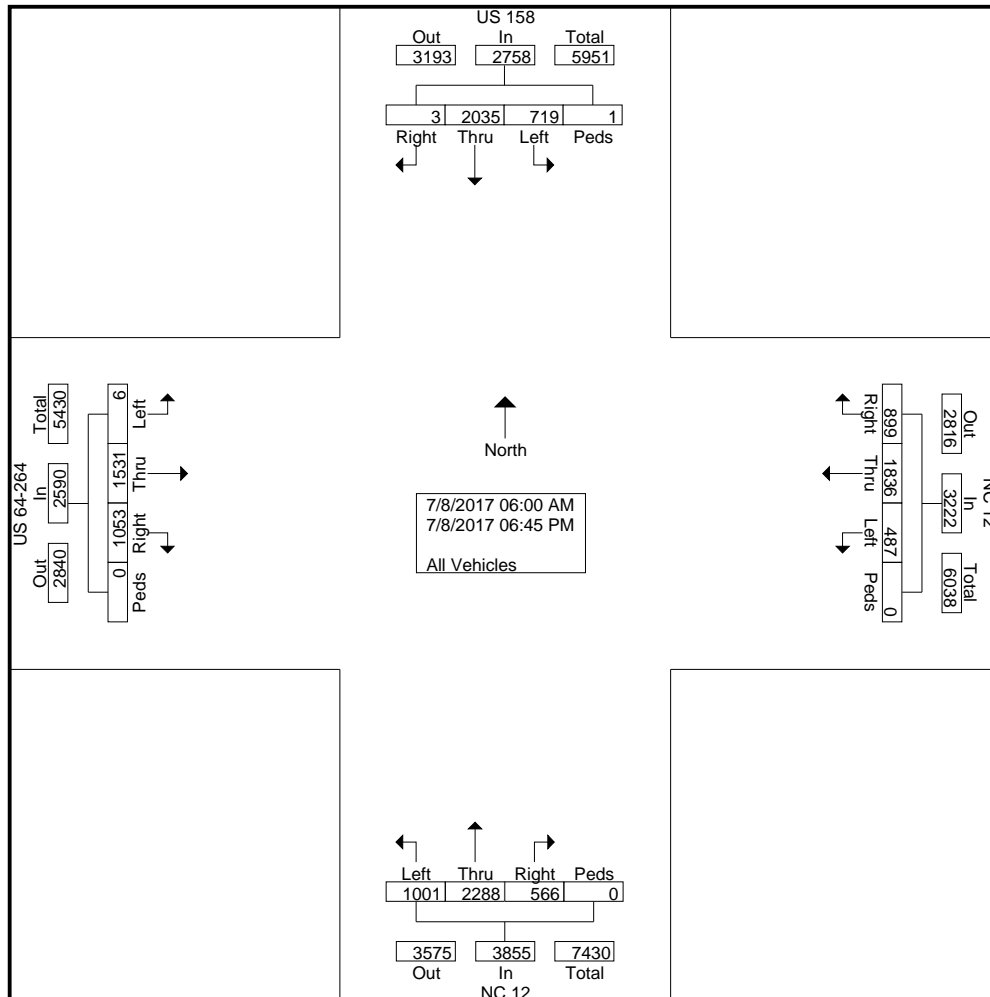 US 158
Out In Total
3193 2758 5951
3 2035 719 1
Right Thru Left Peds
Total In Out
5430 2590 2840
US 64-264
6 1531 1053 0
Left Thru Right Peds
North
7/8/2017 06:00 AM
7/8/2017 06:45 PM
All Vehicles
Right Thru Left Peds
899 1836 487 0
Out In Total
2816 3222 6038
NC 12
Left Thru Right Peds
1001 2288 566 0
3575 3855 7430
Out In Total
NC 12